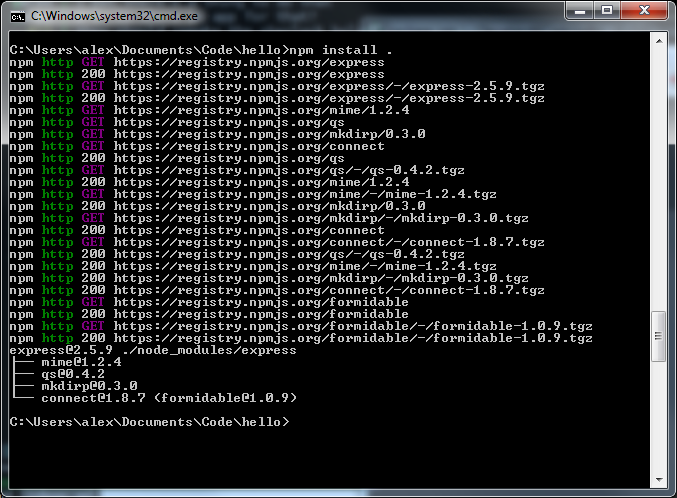 C:\Windows\system32\cmd.exe
C:\Users\alex\Documents\Code\hello>npm install .
npm http GET https://registry.npmjs.org/express
npm http 200 https://registry.npmjs.org/express
npm http GET https://registry.npmjs.org/express/-/express-2.5.9.tgz
npm http 200 https://registry.npmjs.org/express/-/express-2.5.9.tgz
npm http GET https://registry.npmjs.org/mime/1.2.4
npm http GET https://registry.npmjs.org/qs
npm http GET https://registry.npmjs.org/mkdirp/0.3.0
npm http GET https://registry.npmjs.org/connect
npm http 200 https://registry.npmjs.org/qs
npm http GET https://registry.npmjs.org/qs/-/qs-0.4.2.tgz
npm http 200 https://registry.npmjs.org/mime/1.2.4
npm http GET https://registry.npmjs.org/mime/-/mime-1.2.4.tgz
npm http 200 https://registry.npmjs.org/mkdirp/0.3.0
npm http GET https://registry.npmjs.org/mkdirp/-/mkdirp-0.3.0.tgz
npm http 200 https://registry.npmjs.org/connect
npm http GET https://registry.npmjs.org/connect/-/connect-1.8.7.tgz
npm http 200 https://registry.npmjs.org/qs/-/qs-0.4.2.tgz
npm http 200 https://registry.npmjs.org/mime/-/mime-1.2.4.tgz
npm http 200 https://registry.npmjs.org/mkdirp/-/mkdirp-0.3.0.tgz
npm http 200 https://registry.npmjs.org/connect/-/connect-1.8.7.tgz
npm http GET https://registry.npmjs.org/formidable
npm http 200 https://registry.npmjs.org/formidable
npm http GET https://registry.npmjs.org/formidable/-/formidable-1.0.9.tgz
npm http 200 https://registry.npmjs.org/formidable/-/formidable-1.0.9.tgz
express@2.5.9 ./node_modules/express
├── mime@1.2.4
├── qs@0.4.2
├── mkdirp@0.3.0
└── connect@1.8.7 (formidable@1.0.9)
C:\Users\alex\Documents\Code\hello>